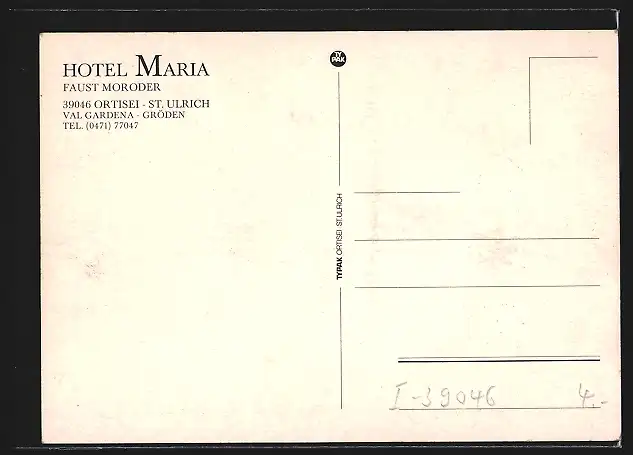 HOTEL MARIA
FAUST MORODER
39046 ORTISEI - ST. ULRICH
VAL GARDENA - GRÖDEN
TEL. (0471) 77047
TY
PAK
TYPAK ORTISEI ST. ULRICH
I-39046 4.-